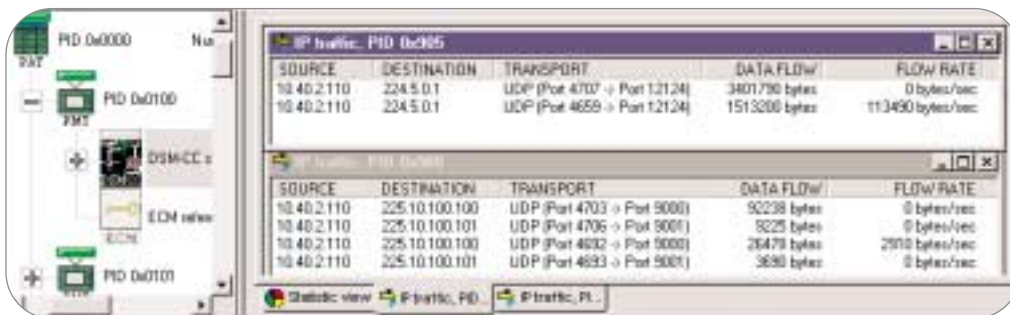 PID 0x0000
PAT
PID 0x0100
PMT
DSM-CC s
ECM
PID 0x0101
IP traffic, PID 0x905
SOURCE DESTINATION TRANSPORT DATA FLOW FLOW RATE
10.40.2.110 224.5.0.1 UDP (Port 4707 -> Port 12124) 3401790 bytes 0 bytes/sec
10.40.2.110 224.5.0.1 UDP (Port 4659 -> Port 12124) 1513200 bytes 113490 bytes/sec
IP traffic, PID
SOURCE DESTINATION TRANSPORT DATA FLOW FLOW RATE
10.40.2.110 225.10.100.100 UDP (Port 4703 -> Port 9000) 92238 bytes 0 bytes/sec
10.40.2.110 225.10.100.101 UDP (Port 4706 -> Port 9001) 9225 bytes 0 bytes/sec
10.40.2.110 225.10.100.100 UDP (Port 4692 -> Port 9000) 26478 bytes 2910 bytes/sec
10.40.2.110 225.10.100.101 UDP (Port 4693 -> Port 9001) 3690 bytes 0 bytes/sec
Statistic view IP traffic, PID... IP traffic, PI...